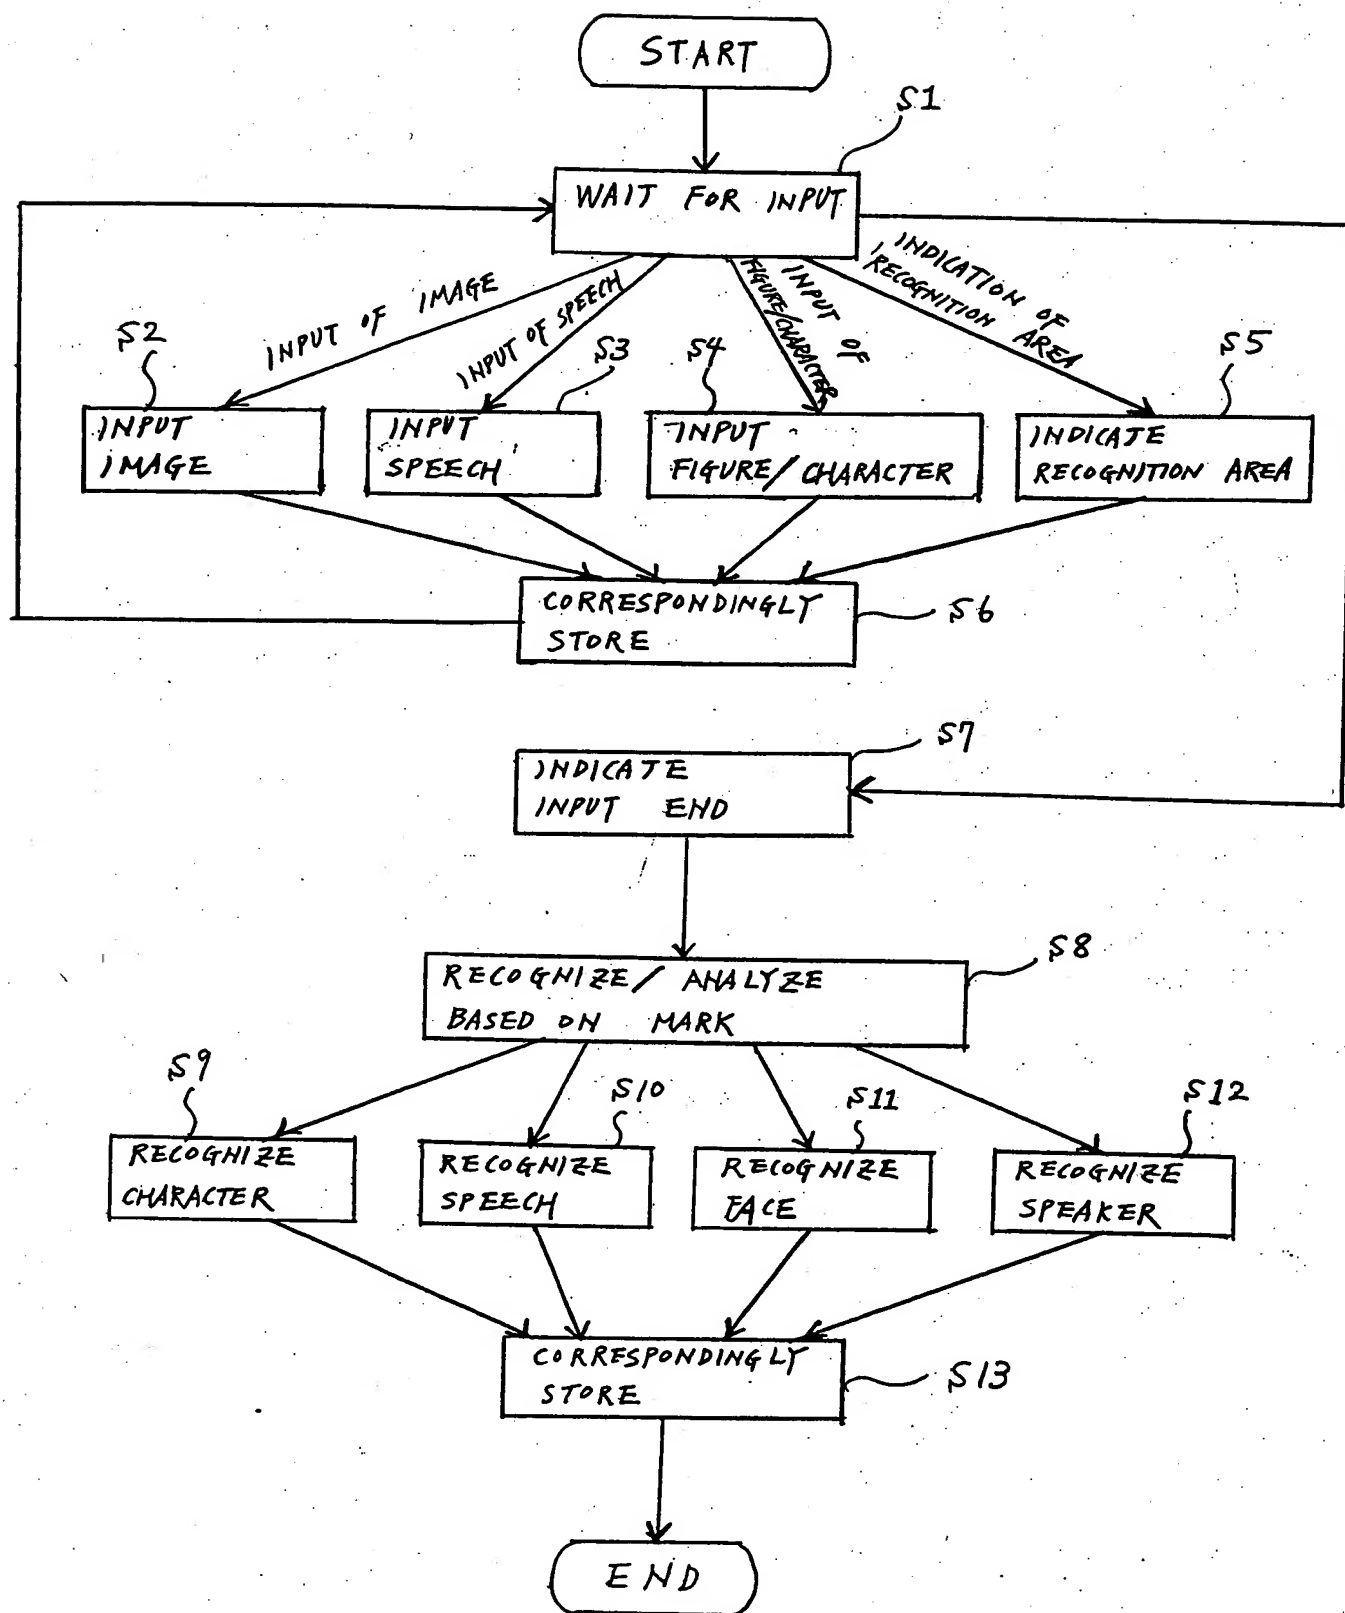 START
S1
WAIT FOR INPUT
INPUT OF IMAGE
INPUT OF SPEECH
INPUT OF
FIGURE/CHARACTER
INDICATION OF
RECOGNITION AREA
S2
INPUT
IMAGE
S3
INPUT
SPEECH
S4
INPUT
FIGURE/CHARACTER
S5
INDICATE
RECOGNITION AREA
CORRESPONDINGLY
STORE
S6
S7
INDICATE
INPUT END
S8
RECOGNIZE/ANALYZE
BASED ON MARK
S9
RECOGNIZE
CHARACTER
S10
RECOGNIZE
SPEECH
S11
RECOGNIZE
FACE
S12
RECOGNIZE
SPEAKER
CORRESPONDINGLY
STORE
S13
END